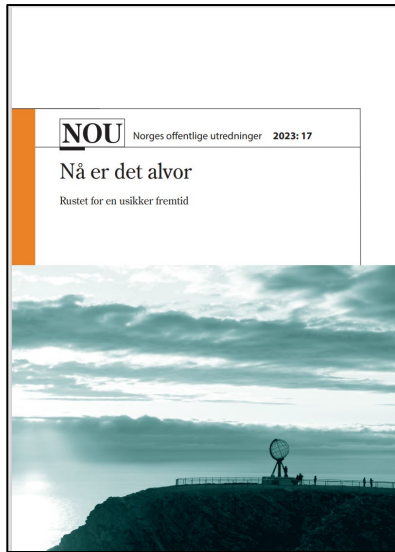 NOU Norges offentlige utredninger 2023: 17
Nå er det alvor
Rustet for en usikker fremtid